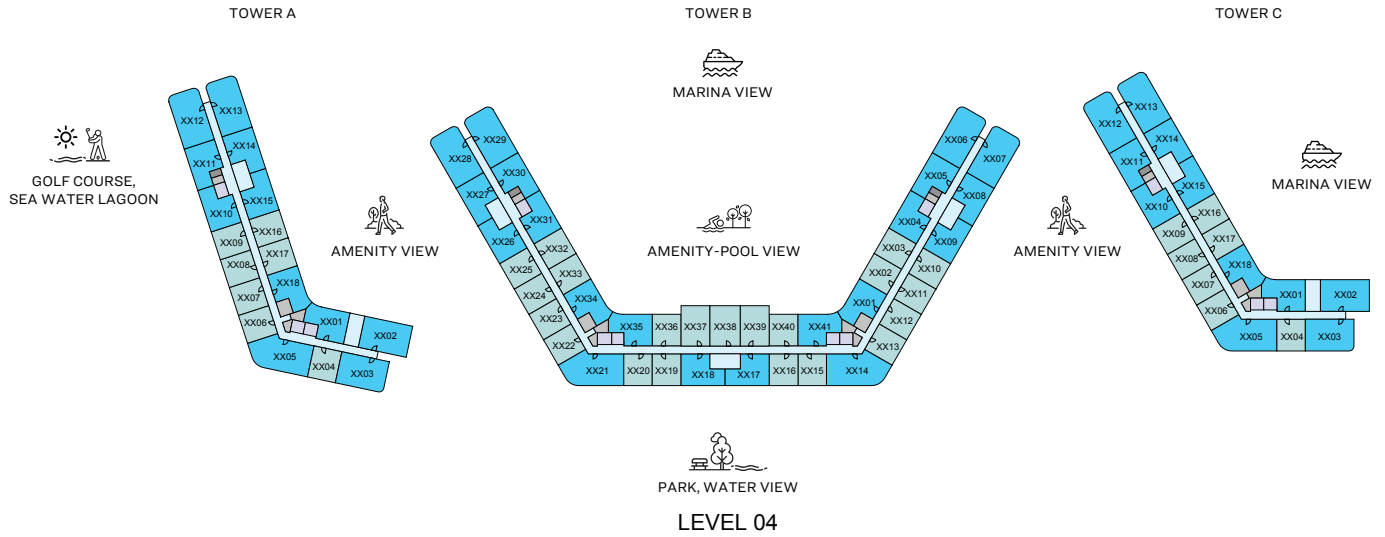 TOWER A
TOWER B
TOWER C
MARINA VIEW
GOLF COURSE,
SEA WATER LAGOON
AMENITY VIEW
AMENITY-POOL VIEW
AMENITY VIEW
MARINA VIEW
XX12
XX13
XX11
XX14
XX10
XX15
XX09
XX16
XX08
XX17
XX07
XX18
XX06
XX01
XX02
XX05
XX04
XX03
XX28
XX29
XX27
XX30
XX26
XX31
XX25
XX32
XX24
XX33
XX23
XX34
XX22
XX35
XX36
XX37
XX38
XX39
XX40
XX41
XX21
XX20
XX19
XX18
XX17
XX16
XX15
XX14
XX06
XX07
XX05
XX08
XX04
XX09
XX03
XX10
XX02
XX11
XX01
XX12
XX13
XX12
XX13
XX11
XX14
XX10
XX15
XX09
XX16
XX08
XX17
XX07
XX18
XX06
XX01
XX02
XX05
XX04
XX03
PARK, WATER VIEW
LEVEL 04